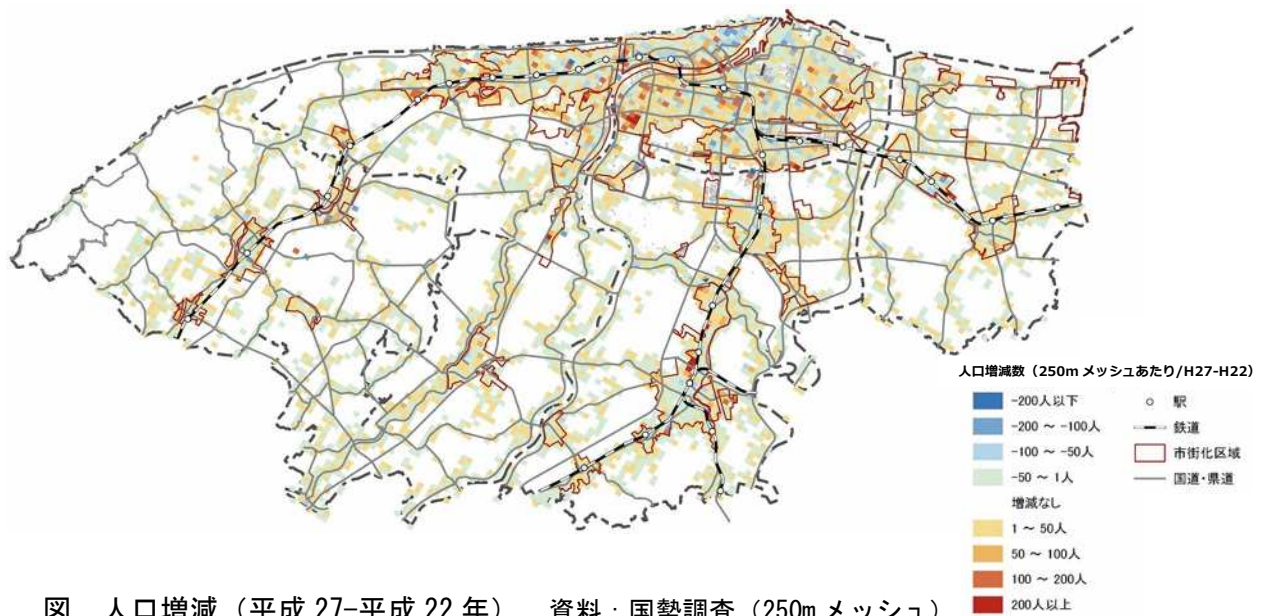 人口増減数（250m メッシュあたり/H27-H22）
-200人以下
-200 ～ -100人
-100 ～ -50人
-50 ～ 1人
増減なし
1 ～ 50人
50 ～ 100人
100 ～ 200人
200人以上
駅
鉄道
市街化区域
国道・県道
図 人口増減（平成 27-平成 22 年） 資料：国勢調査（250m メッシュ）